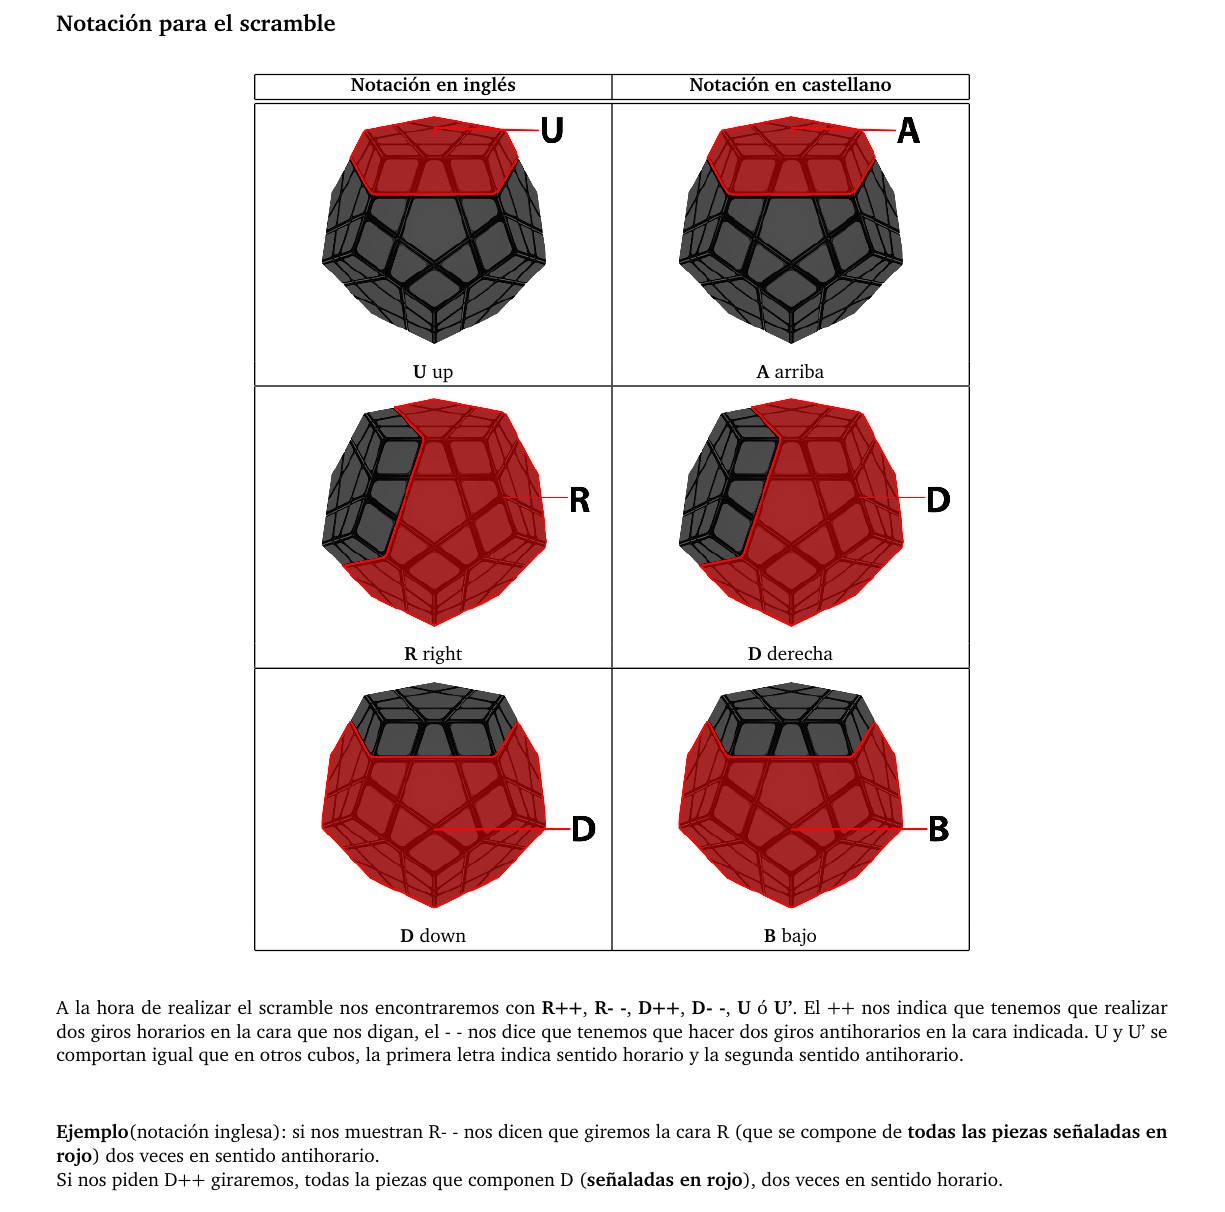 Notación para el scramble
Notación en inglés
Notación en castellano
U
A
U up
A arriba
R
D
R right
D derecha
D
B
D down
B bajo
A la hora de realizar el scramble nos encontraremos con R++, R- -, D++, D- -, U ó U’. El ++ nos indica que tenemos que realizar
dos giros horarios en la cara que nos digan, el - - nos dice que tenemos que hacer dos giros antihorarios en la cara indicada. U y U’ se
comportan igual que en otros cubos, la primera letra indica sentido horario y la segunda sentido antihorario.
Ejemplo(notación inglesa): si nos muestran R- - nos dicen que giremos la cara R (que se compone de todas las piezas señaladas en
rojo) dos veces en sentido antihorario.
Si nos piden D++ giraremos, todas la piezas que componen D (señaladas en rojo), dos veces en sentido horario.